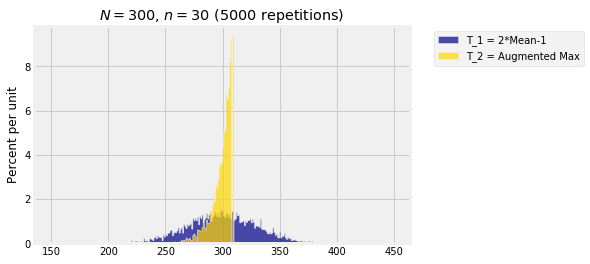 N = 300, n = 30 (5000 repetitions)
T_1 = 2*Mean-1
T_2 = Augmented Max
Percent per unit
8
6
4
2
0
150 200 250 300 350 400 450